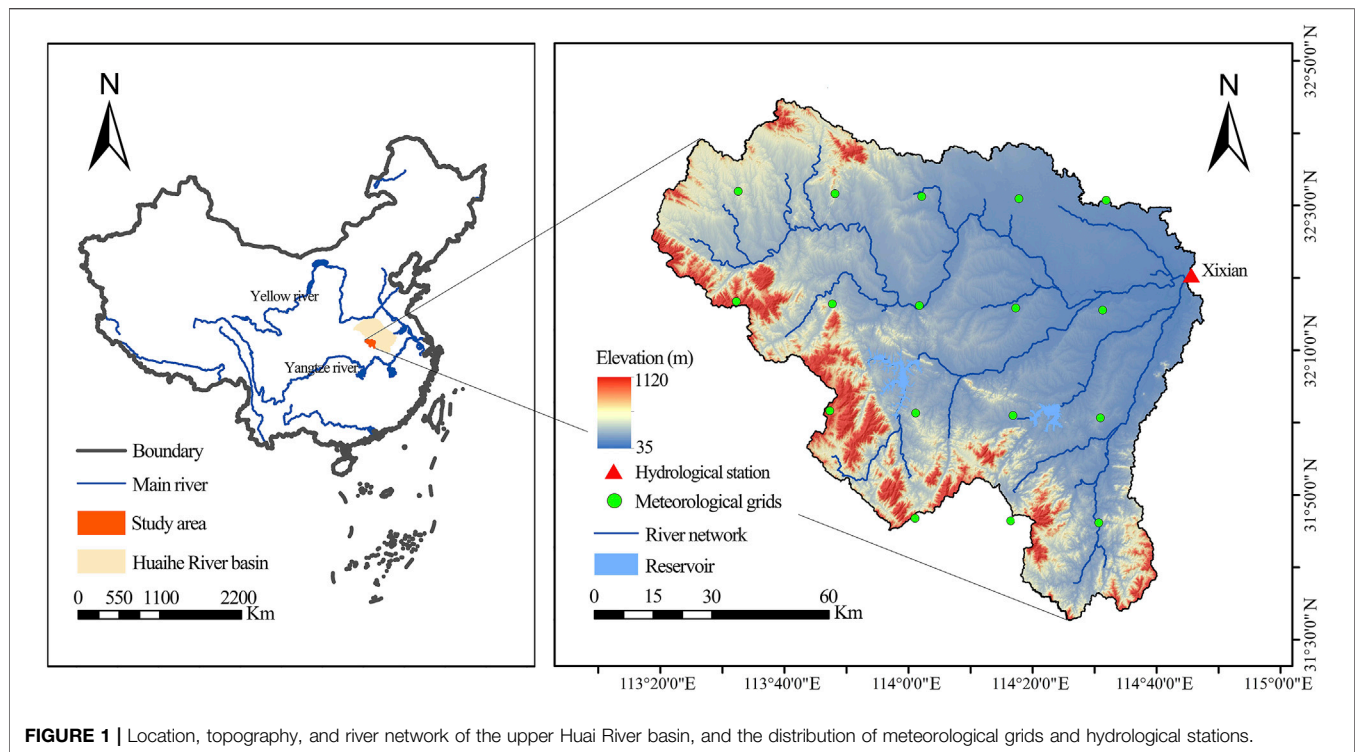 N
Yellow river
Yangtze river
Boundary
Main river
Study area
Huaihe River basin
0 550 1100 2200
Km
N
Xixian
Elevation (m)
1120
35
Hydrological station
Meteorological grids
River network
Reservoir
0 15 30 60
Km
32°50'0"N
32°30'0"N
32°10'0"N
31°50'0"N
31°30'0"N
113°20'0"E 113°40'0"E 114°0'0"E 114°20'0"E 114°40'0"E 115°0'0"E
FIGURE 1 | Location, topography, and river network of the upper Huai River basin, and the distribution of meteorological grids and hydrological stations.